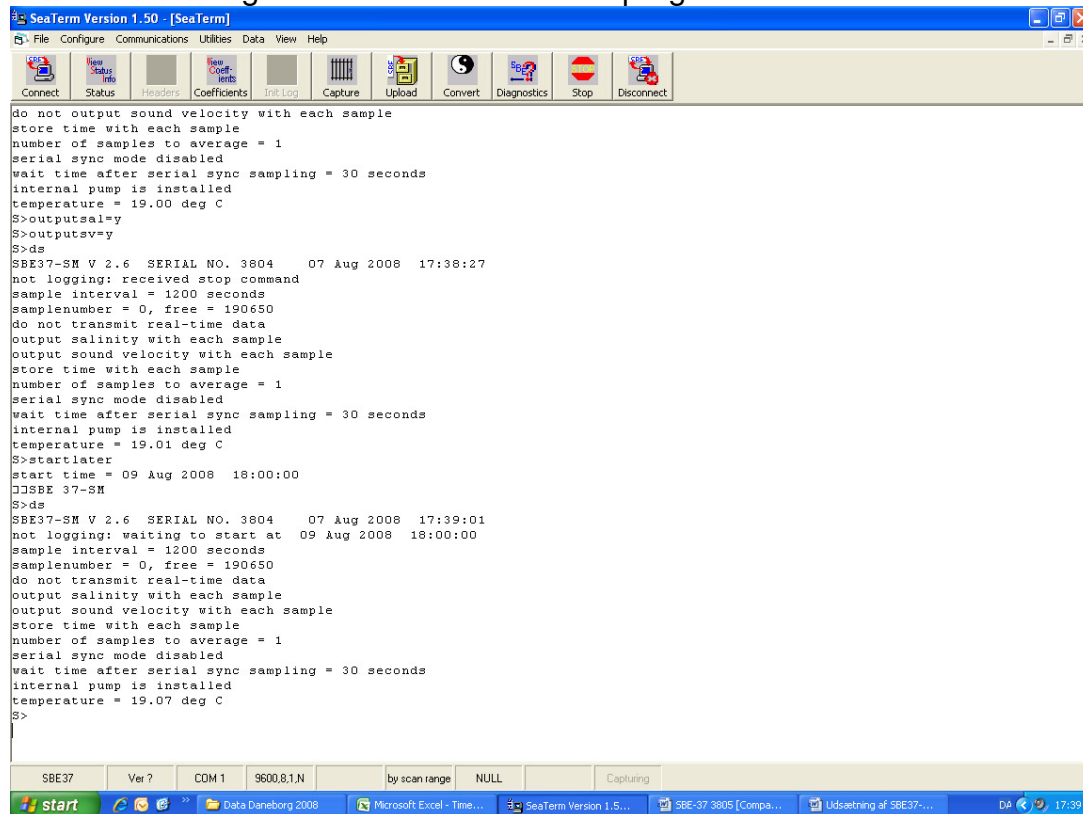 SeaTerm Version 1.50 - [SeaTerm]
File Configure Communications Utilities Data View Help
Connect Status Headers Coefficients Init Log Capture Upload Convert Diagnostics Stop Disconnect
do not output sound velocity with each sample
store time with each sample
number of samples to average = 1
serial sync mode disabled
wait time after serial sync sampling = 30 seconds
internal pump is installed
temperature = 19.00 deg C
S>outputsal=y
S>outputsv=y
S>ds
SBE37-SM V 2.6 SERIAL NO. 3804 07 Aug 2008 17:38:27
not logging: received stop command
sample interval = 1200 seconds
samplenumber = 0, free = 190650
do not transmit real-time data
output salinity with each sample
output sound velocity with each sample
store time with each sample
number of samples to average = 1
serial sync mode disabled
wait time after serial sync sampling = 30 seconds
internal pump is installed
temperature = 19.01 deg C
S>startlater
start time = 09 Aug 2008 18:00:00
SBE 37-SM
S>ds
SBE37-SM V 2.6 SERIAL NO. 3804 07 Aug 2008 17:39:01
not logging: waiting to start at 09 Aug 2008 18:00:00
sample interval = 1200 seconds
samplenumber = 0, free = 190650
do not transmit real-time data
output salinity with each sample
output sound velocity with each sample
store time with each sample
number of samples to average = 1
serial sync mode disabled
wait time after serial sync sampling = 30 seconds
internal pump is installed
temperature = 19.07 deg C
S>
SBE37 Ver ? COM 1 9600,8,1,N by scan range NULL Capturing
start Data Daneborg 2008 Microsoft Excel - Time... SeaTerm Version 1.5... SBE-37 3805 [Compa... Udsætning af SBE37-... DA 17:39